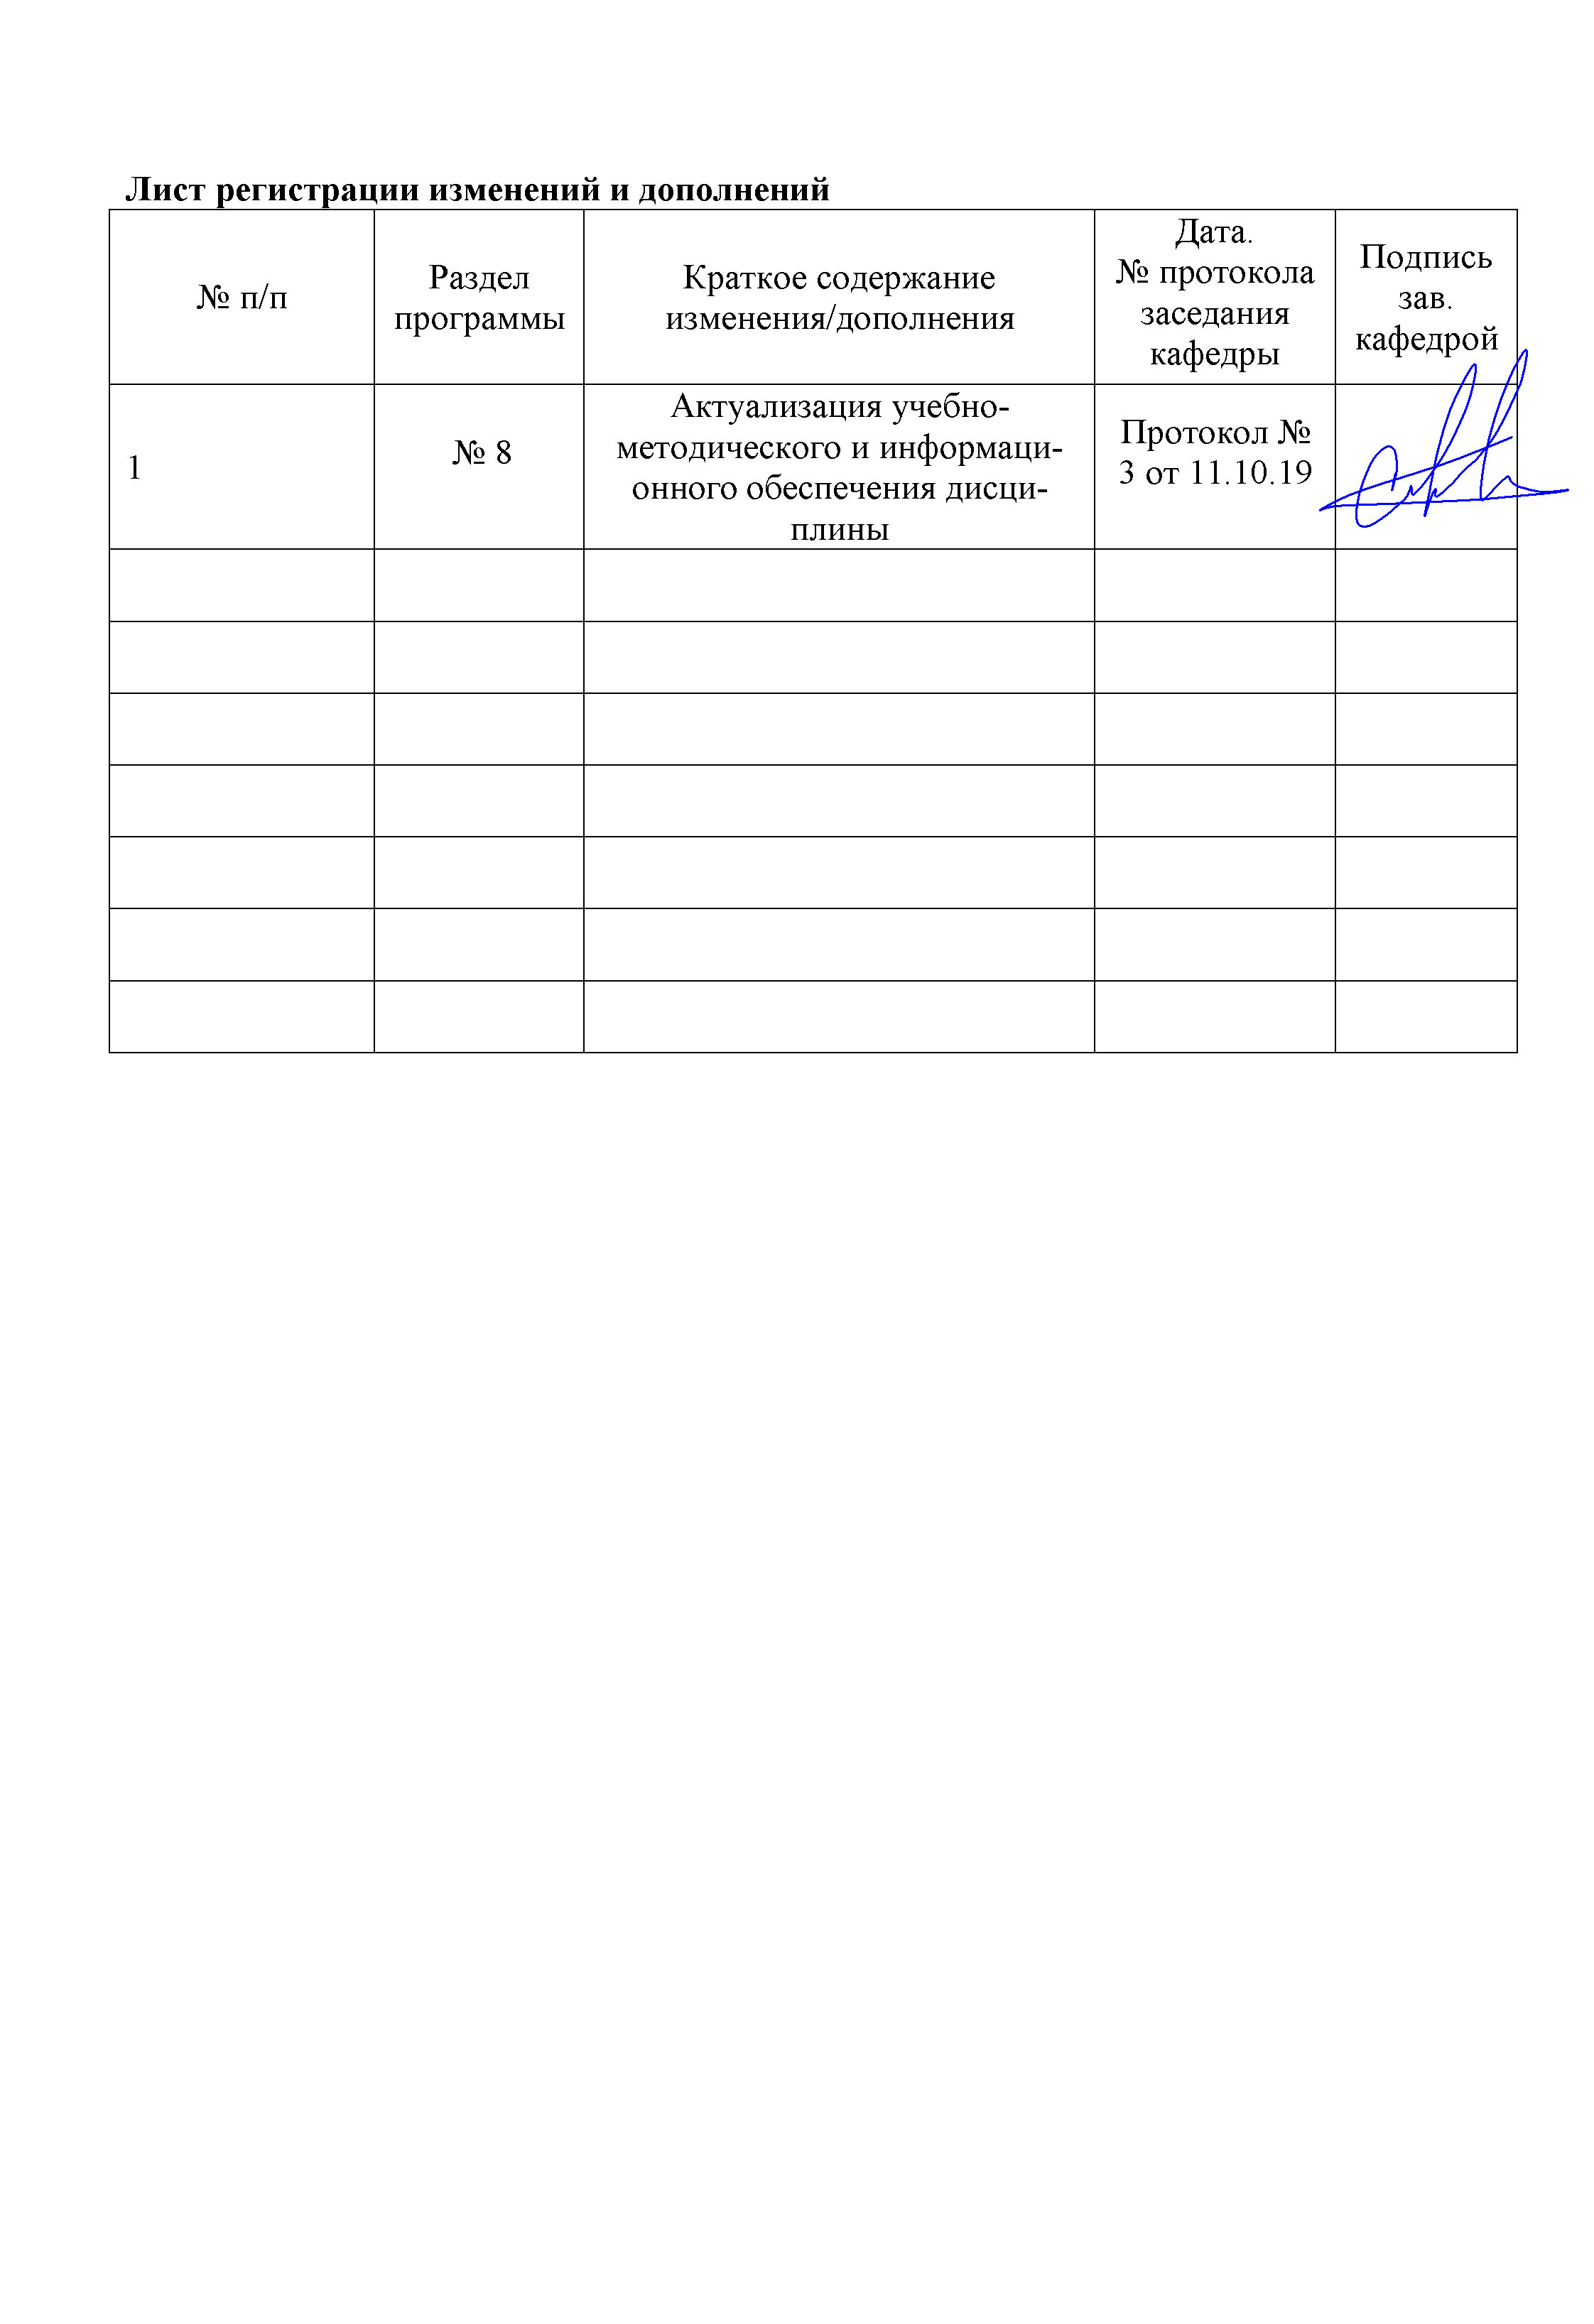 Лист регистрации изменений и дополнений
№ п/п
Раздел
программы
Краткое содержание
изменения/дополнения
Дата.
№ протокола
заседания
кафедры
Подпись
зав.
кафедрой
1
№ 8
Актуализация учебно-
методического и информаци-
онного обеспечения дисци-
плины
Протокол №
3 от 11.10.19